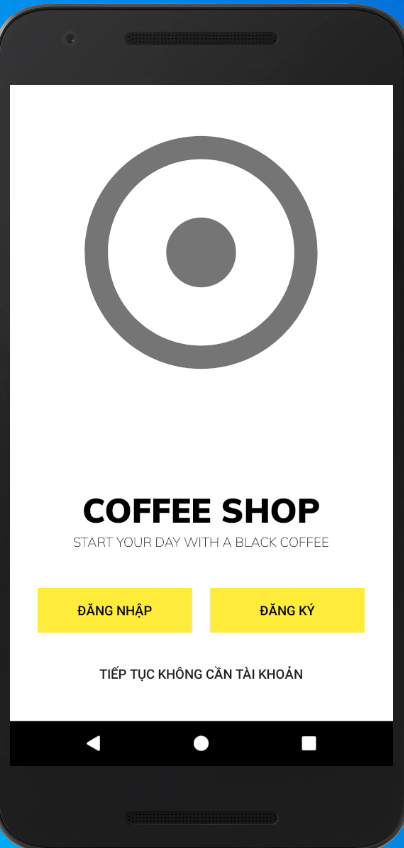 COFFEE SHOP
START YOUR DAY WITH A BLACK COFFEE
ĐĂNG NHẬP
ĐĂNG KÝ
TIẾP TỤC KHÔNG CẦN TÀI KHOẢN